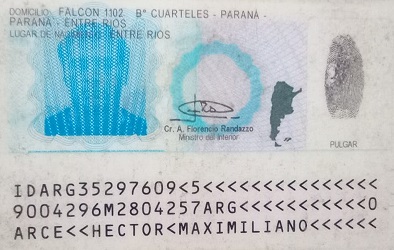 DOMICILIO FALCON 1102 Bº CUARTELES - PARANÁ -
PARANÁ - ENTRE RIOS
LUGAR DE NACIMIENTO ENTRE RIOS
Cr. A. Florencio Randazzo
Ministro del Interior
PULGAR
IDARG35297609<5<<<<<<<<<<<<<<<
9004296M2804257ARG<<<<<<<<<<<0
ARCE<<HECTOR<MAXIMILIANO<<<<<<